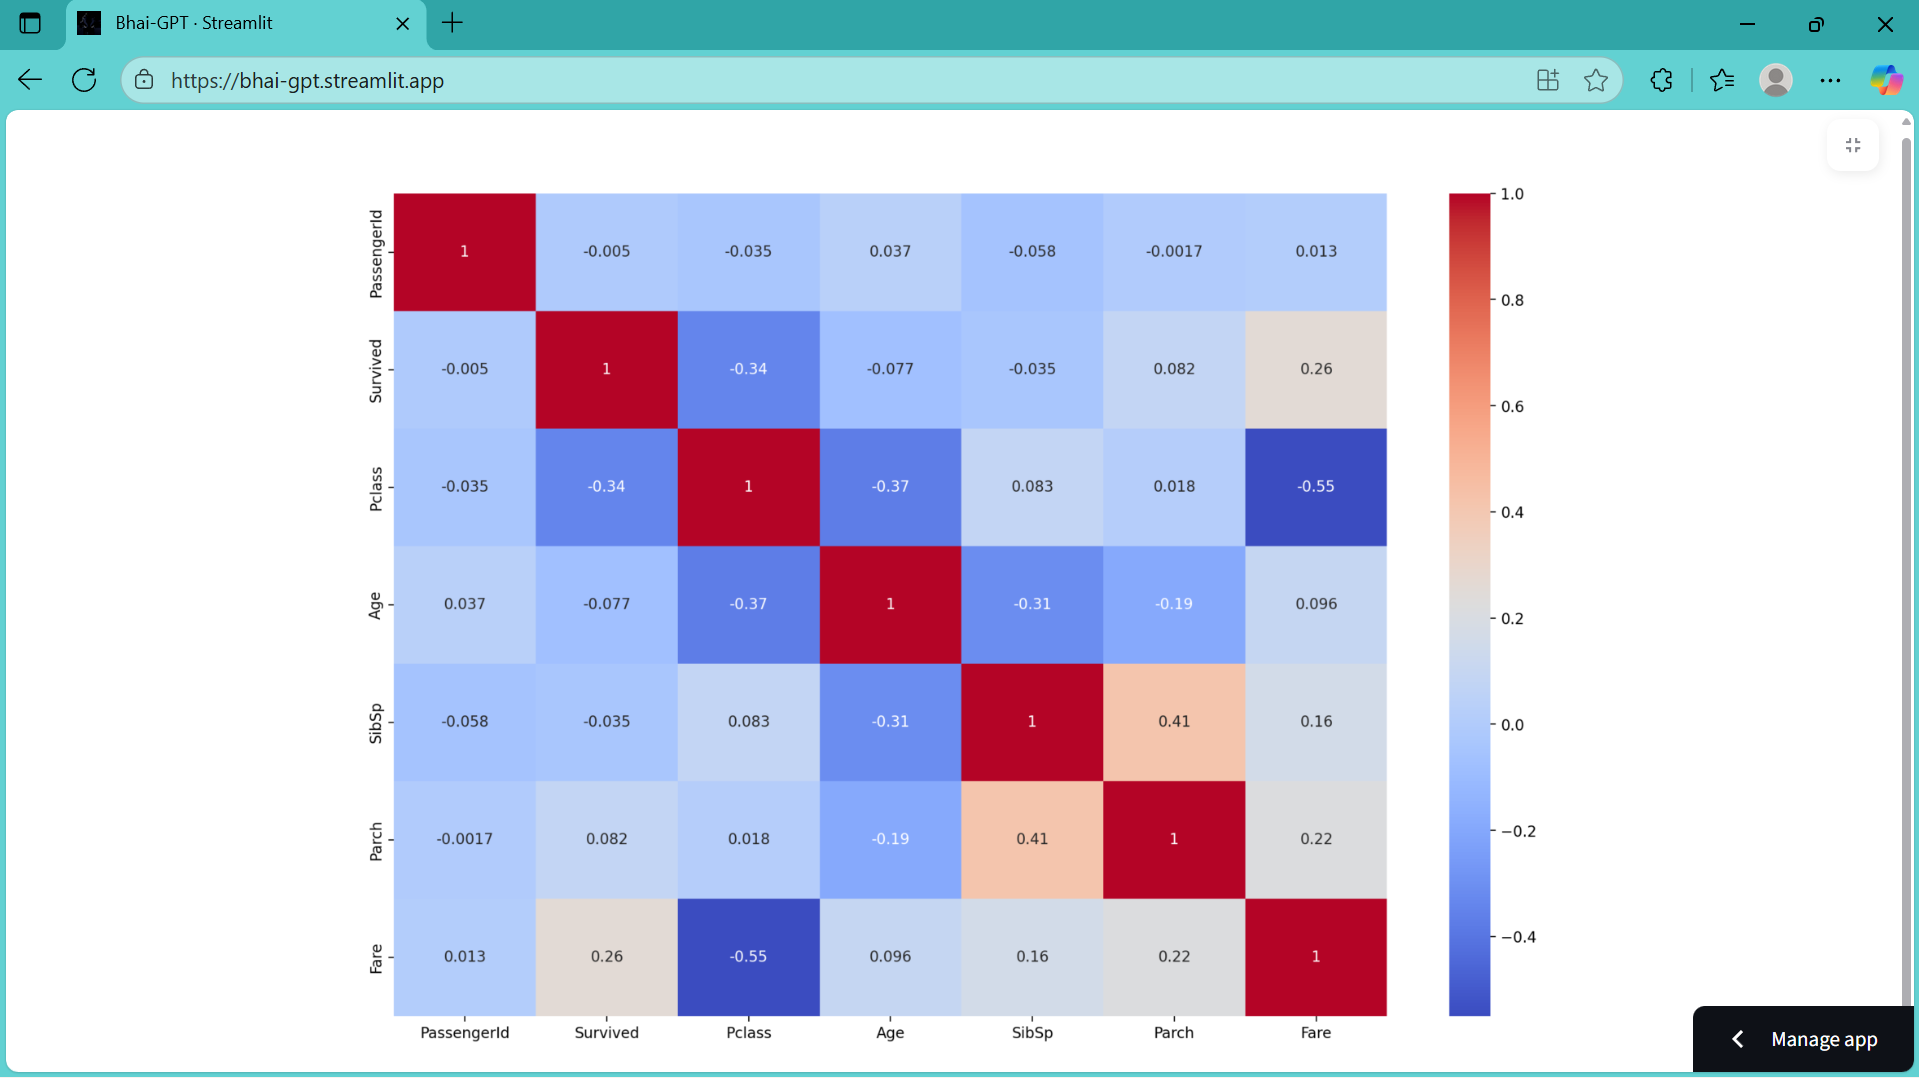 Bhai-GPT · Streamlit
https://bhai-gpt.streamlit.app
PassengerId 1 -0.005 -0.035 0.037 -0.058 -0.0017 0.013
Survived -0.005 1 -0.34 -0.077 -0.035 0.082 0.26
Pclass -0.035 -0.34 1 -0.37 0.083 0.018 -0.55
Age 0.037 -0.077 -0.37 1 -0.31 -0.19 0.096
SibSp -0.058 -0.035 0.083 -0.31 1 0.41 0.16
Parch -0.0017 0.082 0.018 -0.19 0.41 1 0.22
Fare 0.013 0.26 -0.55 0.096 0.16 0.22 1
PassengerId Survived Pclass Age SibSp Parch Fare
1.0
0.8
0.6
0.4
0.2
0.0
−0.2
−0.4
Manage app